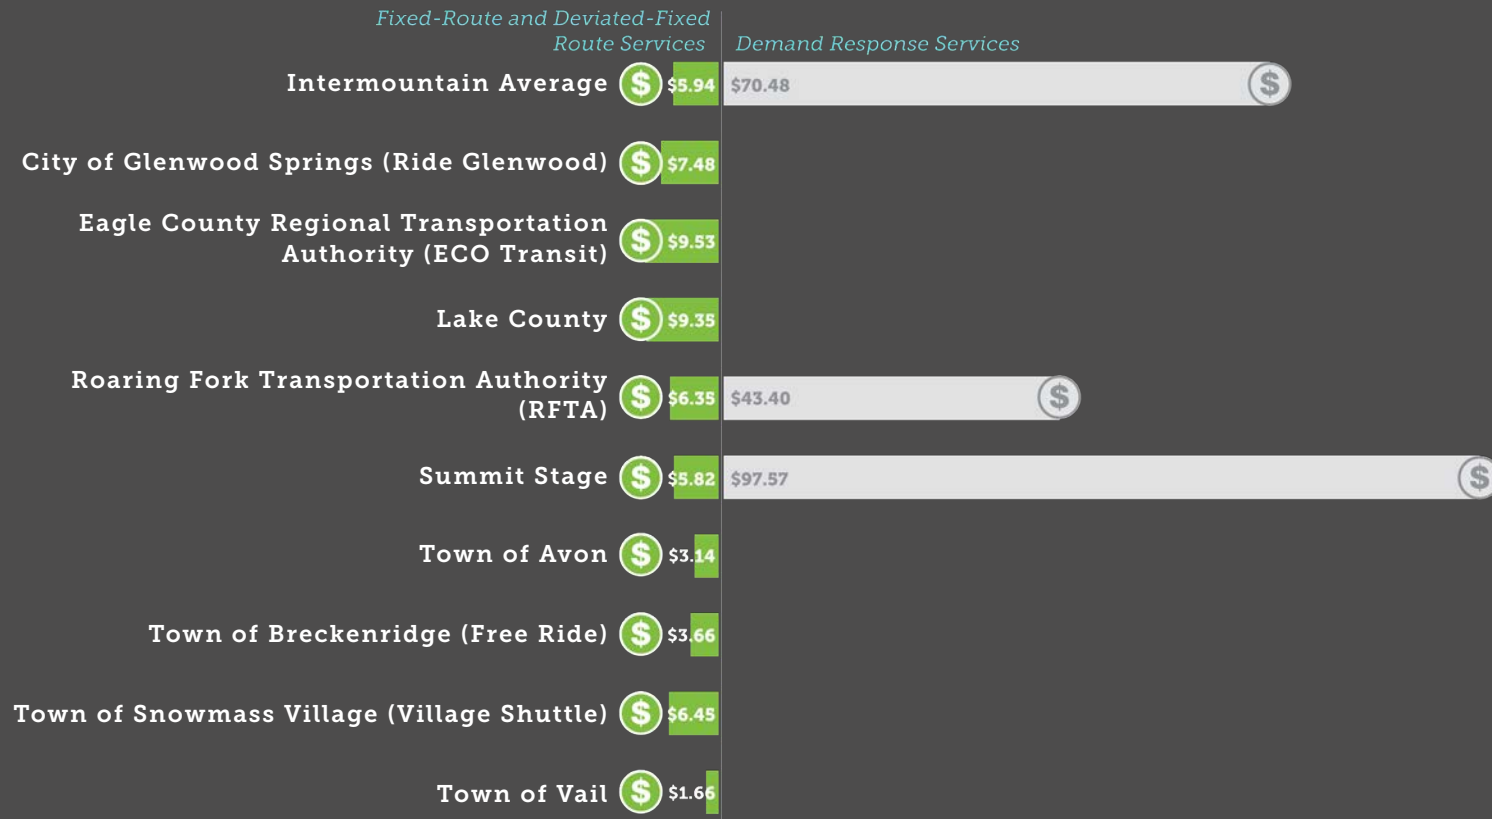 Fixed-Route and Deviated-Fixed
Route Services
Demand Response Services
Intermountain Average $ $5.94 $70.48 $
City of Glenwood Springs (Ride Glenwood) $ $7.48
Eagle County Regional Transportation
Authority (ECO Transit) $ $9.53
Lake County $ $9.35
Roaring Fork Transportation Authority
(RFTA) $ $6.35 $43.40 $
Summit Stage $ $5.82 $97.57 $
Town of Avon $ $3.14
Town of Breckenridge (Free Ride) $ $3.66
Town of Snowmass Village (Village Shuttle) $ $6.45
Town of Vail $ $1.66